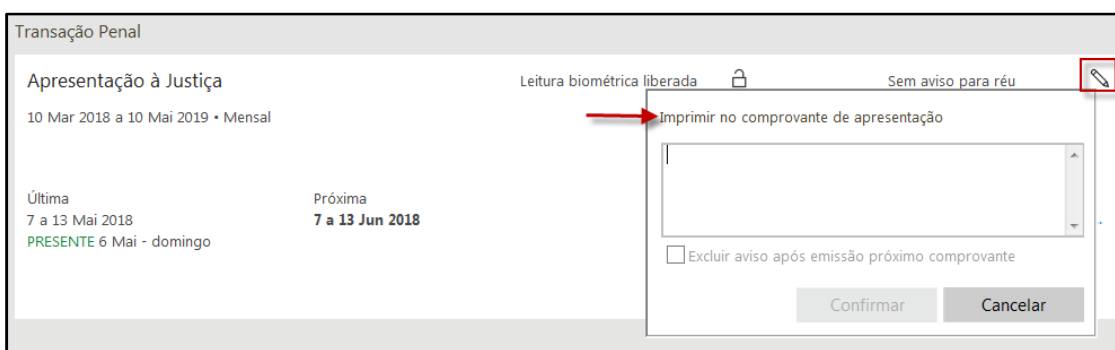 Transação Penal
Apresentação à Justiça
Leitura biométrica liberada
Sem aviso para réu
10 Mar 2018 a 10 Mai 2019 • Mensal
Imprimir no comprovante de apresentação
Última
Próxima
7 a 13 Mai 2018
7 a 13 Jun 2018
PRESENTE 6 Mai - domingo
Excluir aviso após emissão próximo comprovante
Confirmar
Cancelar